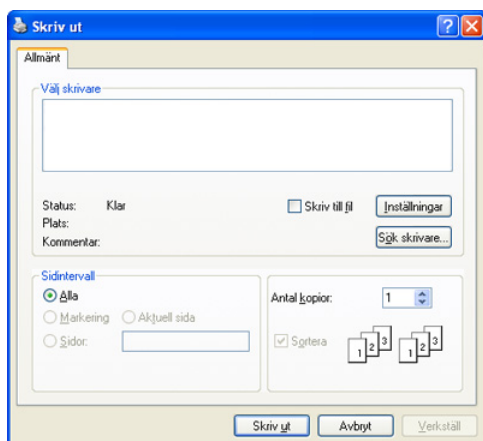 Skriv ut
Allmänt
Välj skrivare
Status: Klar
Skriv till fil
Inställningar
Plats:
Kommentar:
Sök skrivare...
Sidintervall
Alla
Markering
Aktuell sida
Sidor:
Antal kopior: 1
Sortera
1 2 3 1 2 3
Skriv ut
Avbryt
Verkställ